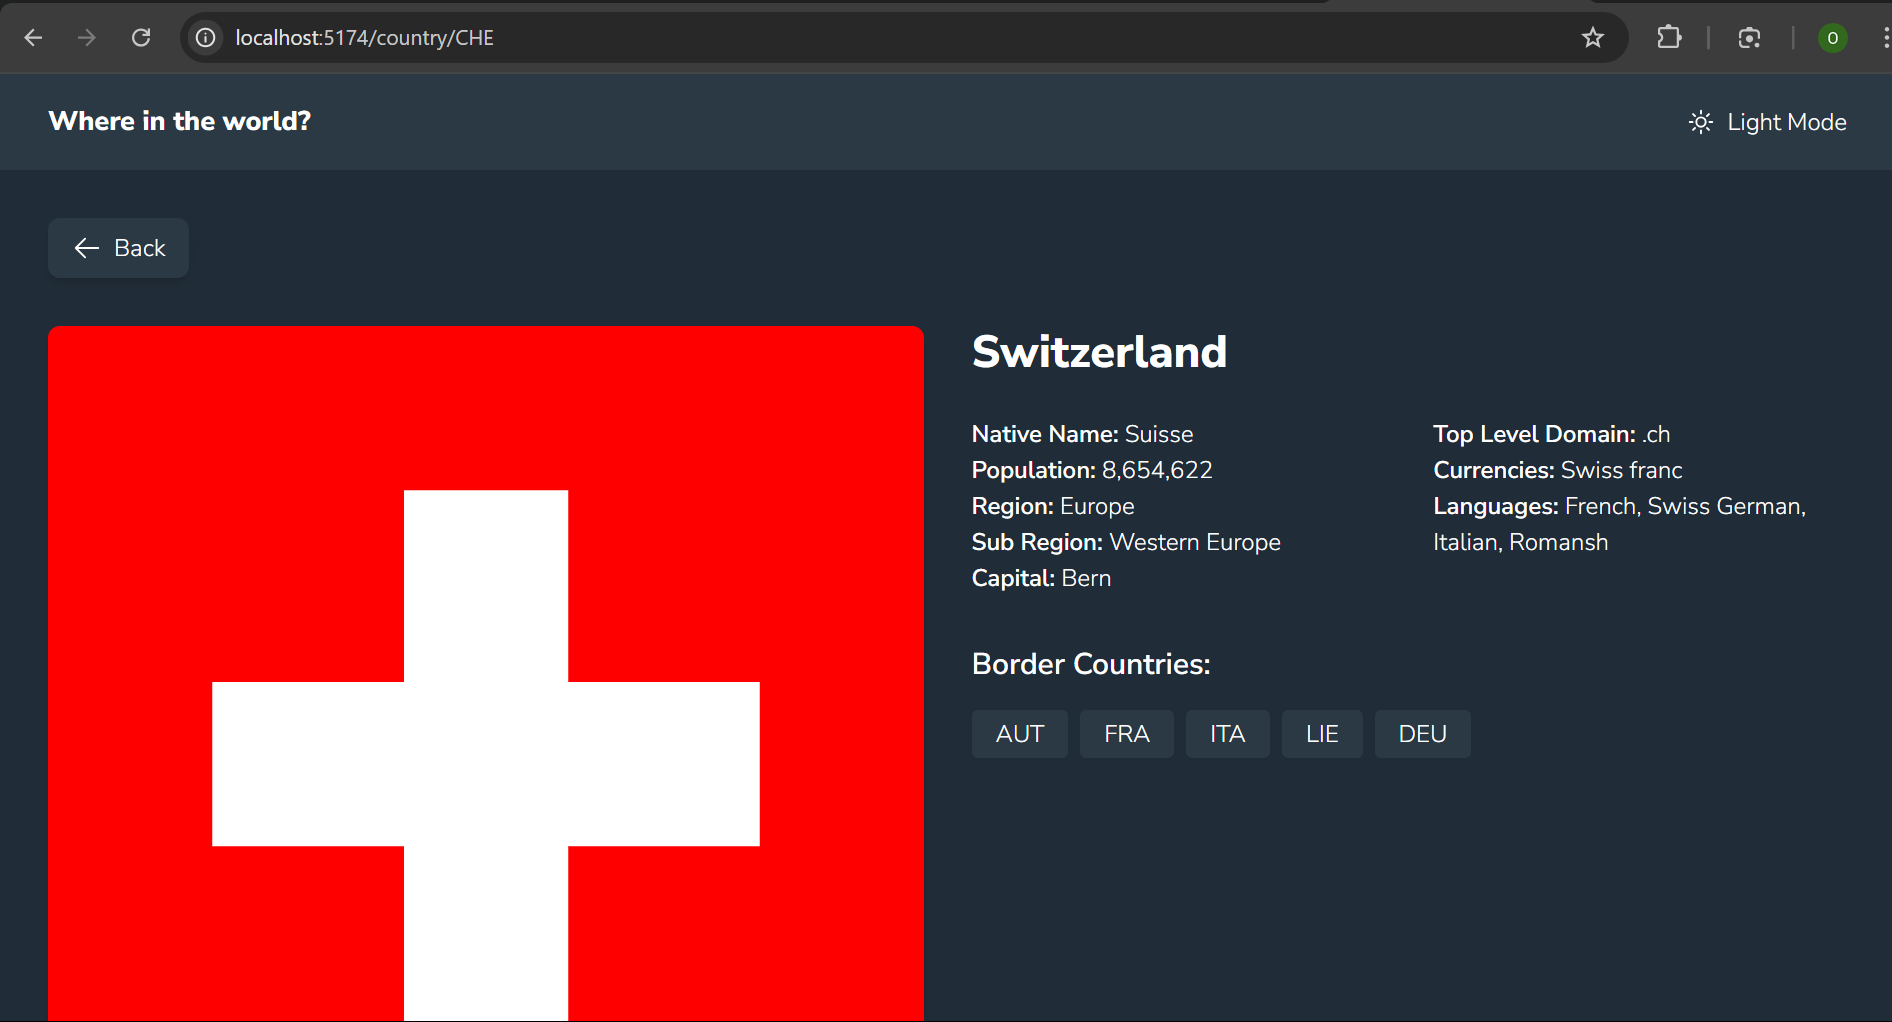 localhost:5174/country/CHE
0
Where in the world?
Light Mode
Back
Switzerland
Native Name: Suisse
Population: 8,654,622
Region: Europe
Sub Region: Western Europe
Capital: Bern
Top Level Domain: .ch
Currencies: Swiss franc
Languages: French, Swiss German,
Italian, Romansh
Border Countries:
AUT FRA ITA LIE DEU